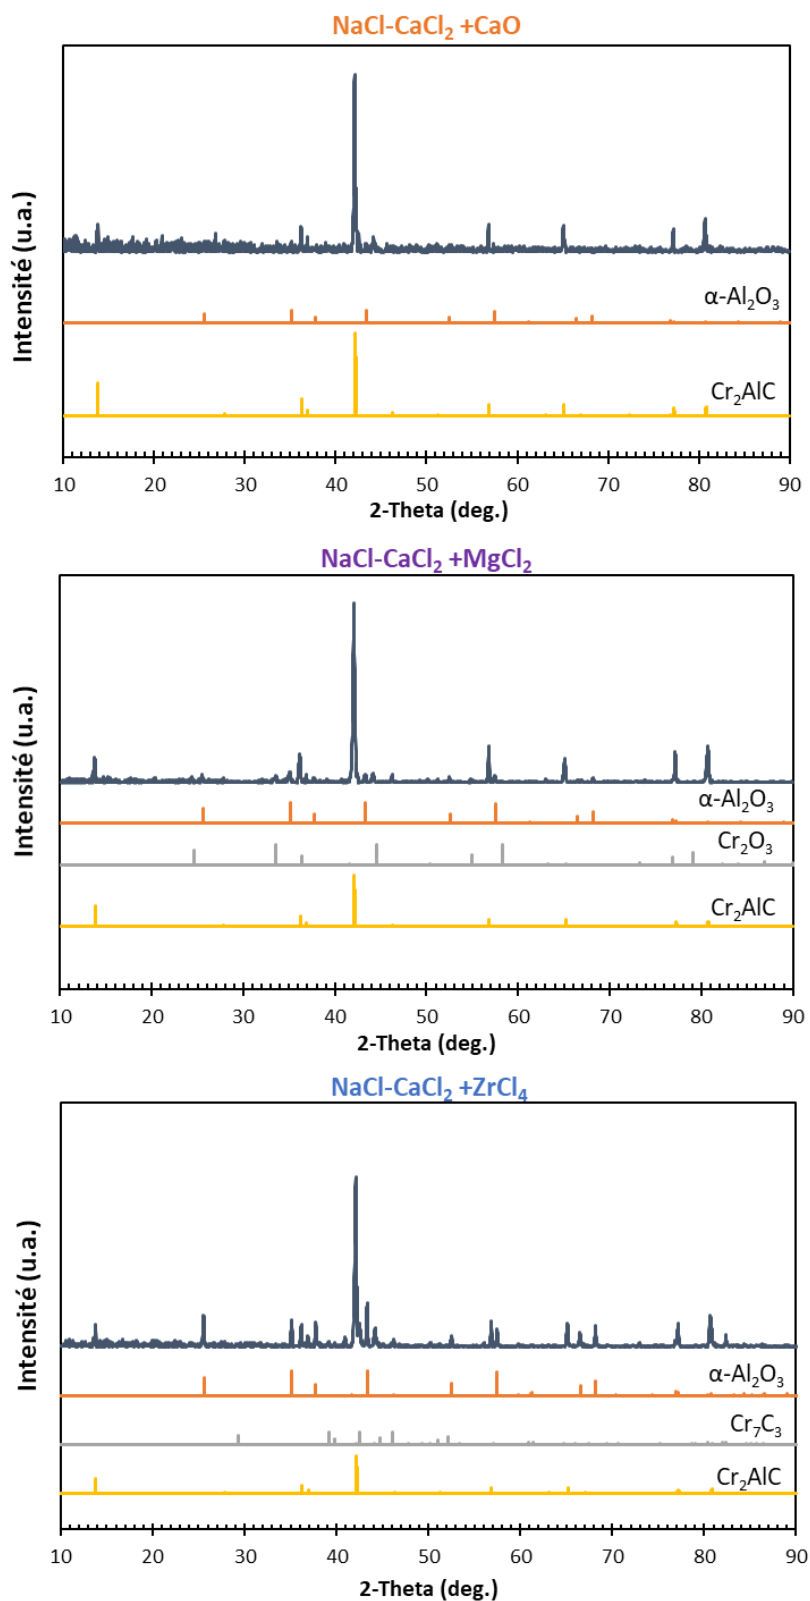 NaCl-CaCl₂ +CaO
Intensité (u.a.)
α-Al₂O₃
Cr₂AlC
10 20 30 40 50 60 70 80 90
2-Theta (deg.)
NaCl-CaCl₂ +MgCl₂
Intensité (u.a.)
α-Al₂O₃
Cr₂O₃
Cr₂AlC
10 20 30 40 50 60 70 80 90
2-Theta (deg.)
NaCl-CaCl₂ +ZrCl₄
Intensité (u.a.)
α-Al₂O₃
Cr₇C₃
Cr₂AlC
10 20 30 40 50 60 70 80 90
2-Theta (deg.)